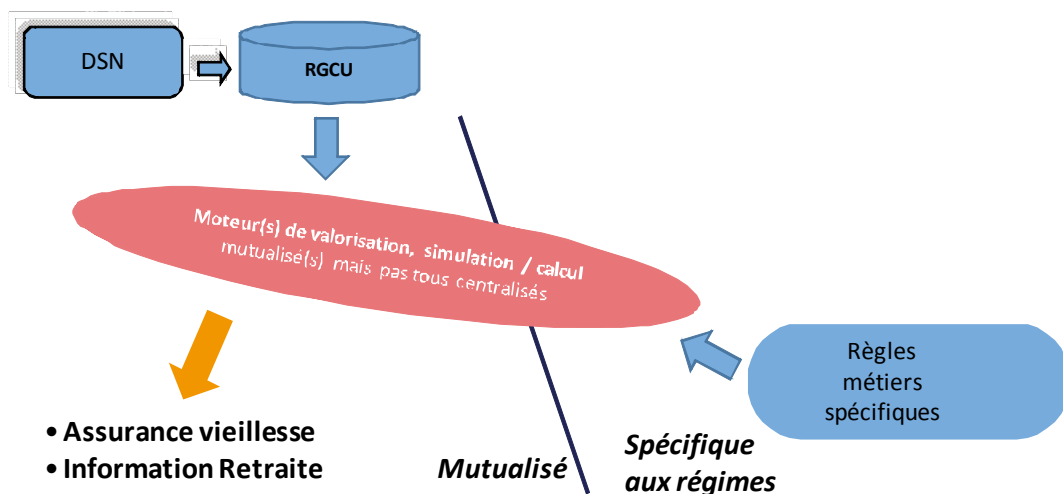 DSN
RGCU
Moteur(s) de valorisation, simulation / calcul
mutualisé(s) mais pas tous centralisés
Règles
métiers
spécifiques
• Assurance vieillesse
• Information Retraite
Mutualisé
Spécifique
aux régimes